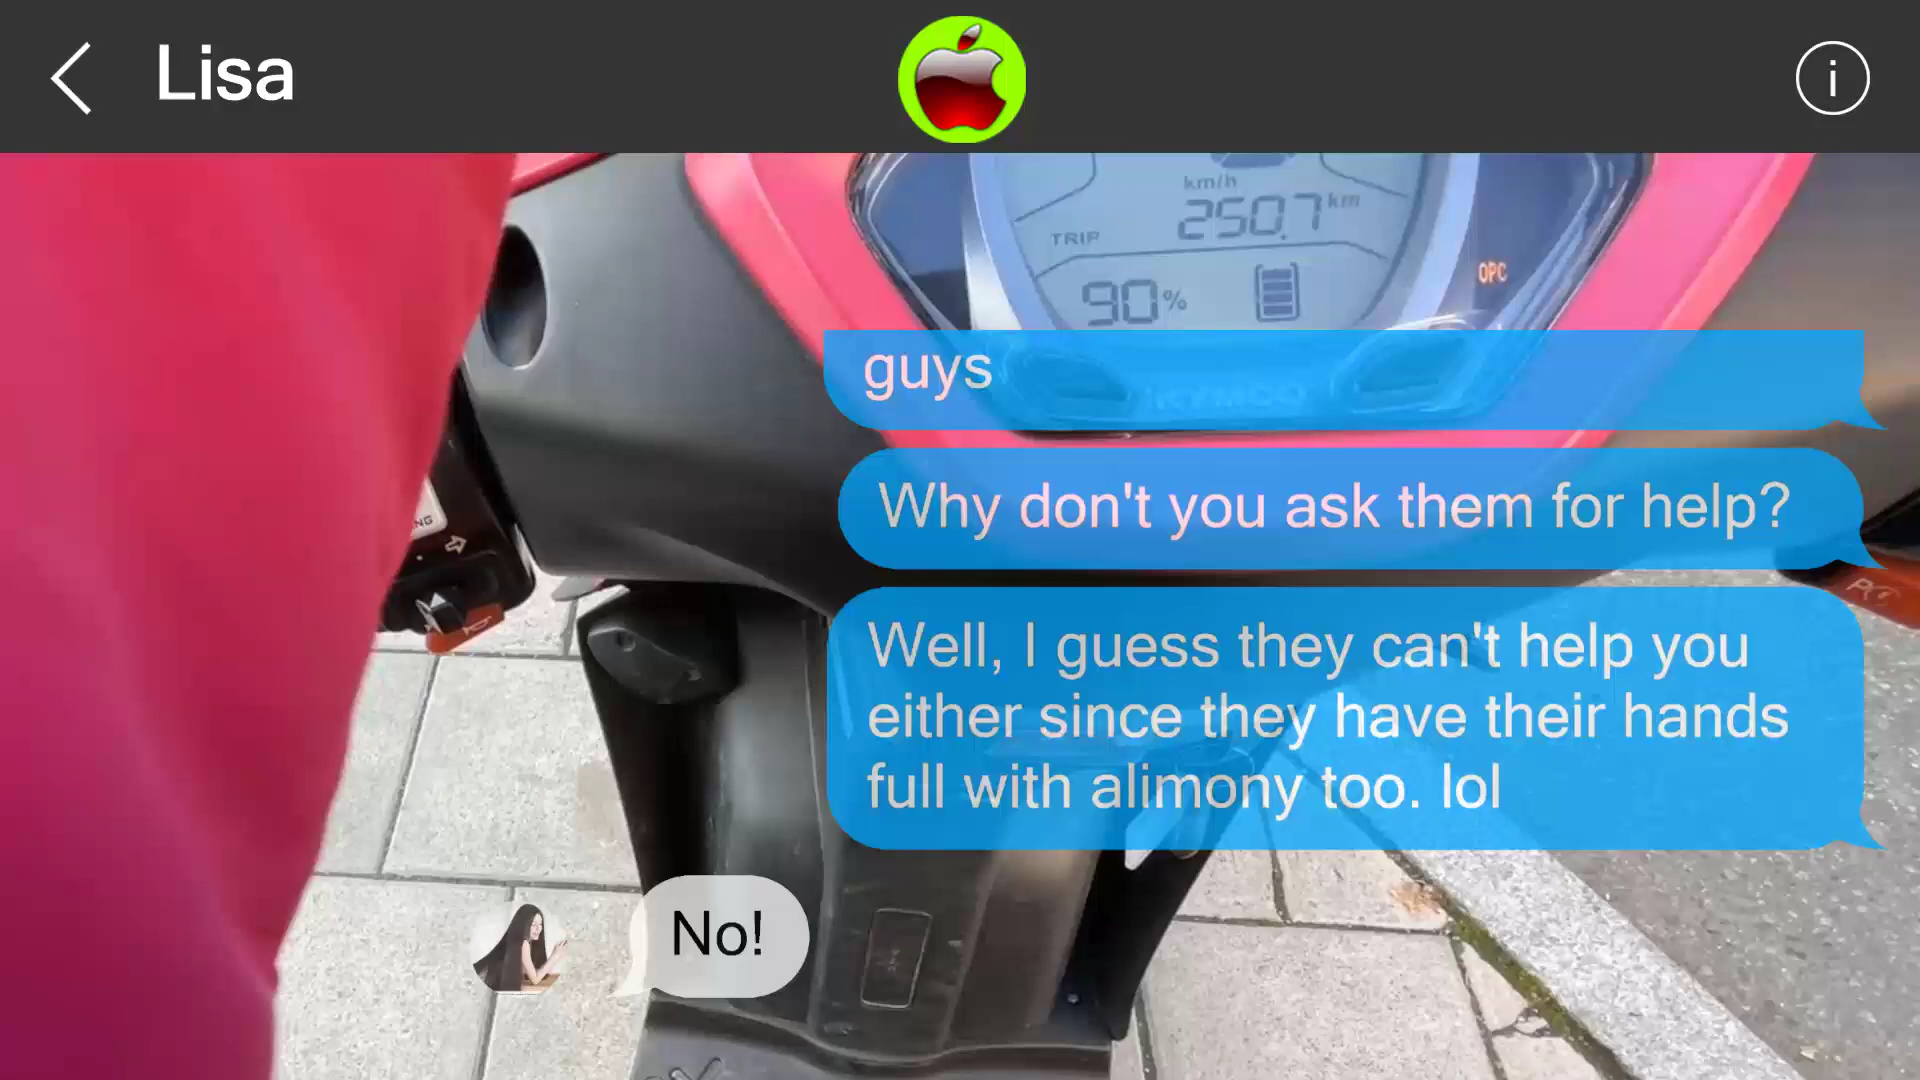 Lisa
i
km/h
250.7 km
TRIP
90%
OPC
guys
KYMCO
Why don't you ask them for help?
Well, I guess they can't help you
either since they have their hands
full with alimony too. lol
No!